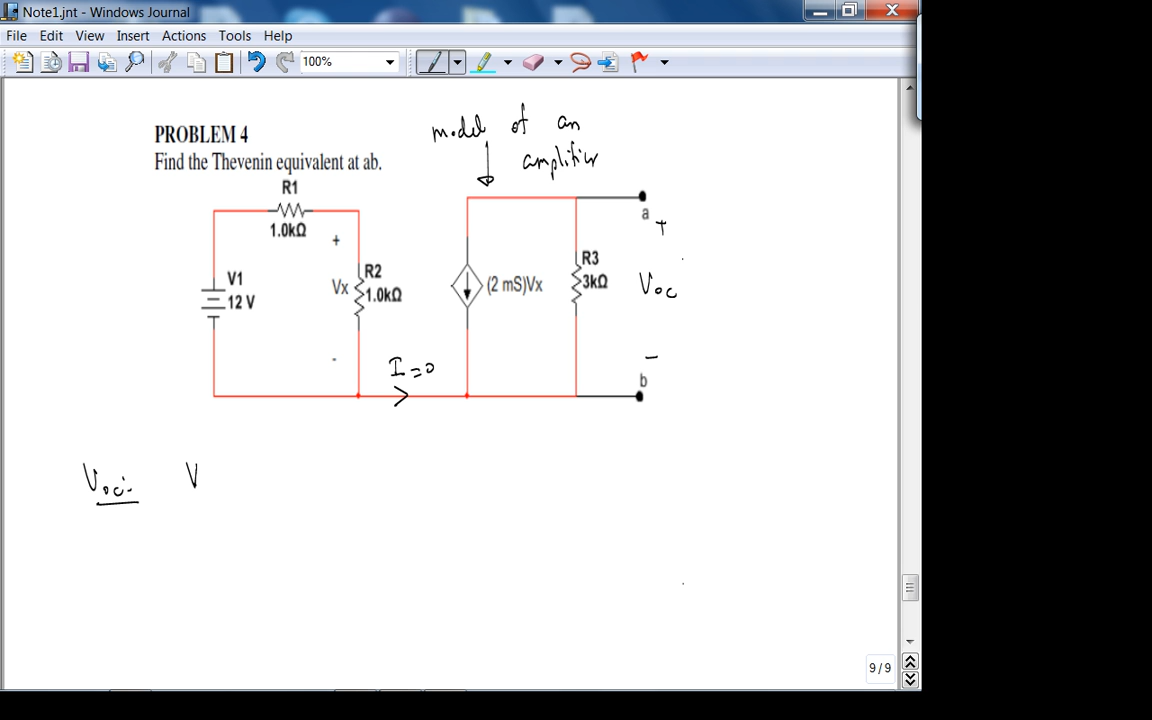 Note1.jnt - Windows Journal
File Edit View Insert Actions Tools Help
100%
PROBLEM 4
Find the Thevenin equivalent at ab.
model of an
amplifier
R1
1.0kΩ
V1
12 V
+
Vx
-
R2
1.0kΩ
(2 mS)Vx
R3
3kΩ
a
+
Voc
-
b
I=0
Voc:- V
9 / 9